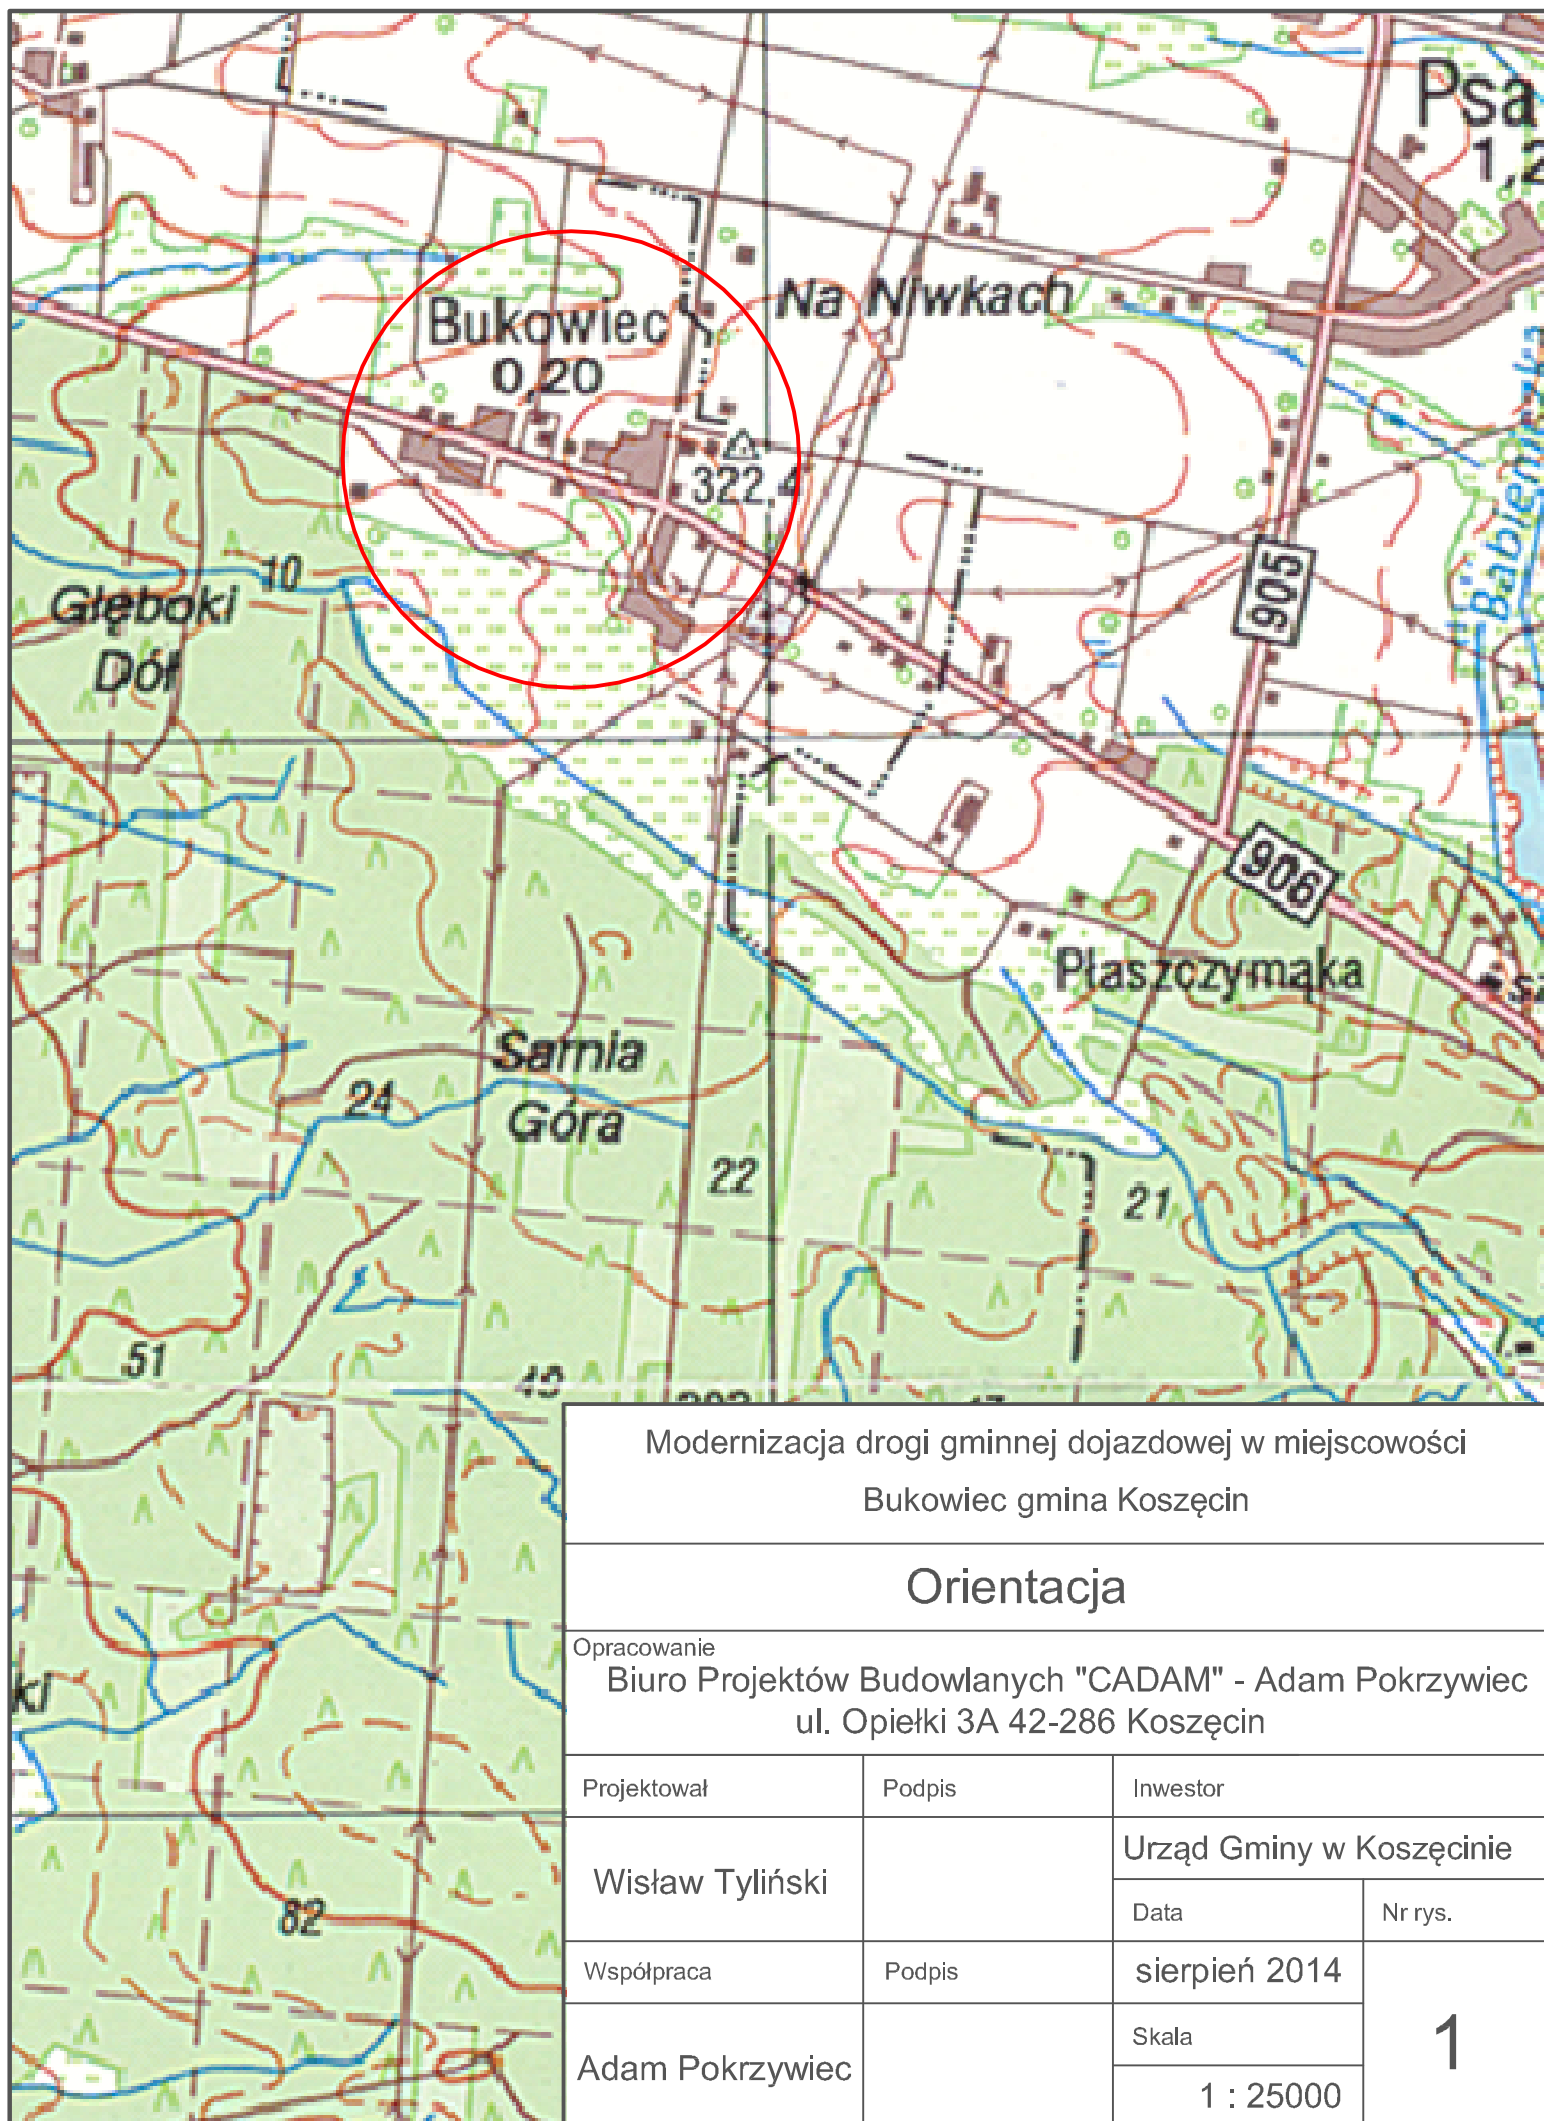 Psa
1,2
Na Niwkach
Bukowiec
0,20
322,4
905
Babieniczka
10
Głęboki
Dół
906
Płaszczymąka
Sarnia
Góra
24
22
21
51
49
ki
82
Modernizacja drogi gminnej dojazdowej w miejscowości
Bukowiec gmina Koszęcin
Orientacja
Opracowanie
Biuro Projektów Budowlanych "CADAM" - Adam Pokrzywiec
ul. Opiełki 3A 42-286 Koszęcin
Projektował
Podpis
Inwestor
Wisław Tyliński
Urząd Gminy w Koszęcinie
Data
Nr rys.
Współpraca
Podpis
sierpień 2014
1
Adam Pokrzywiec
Skala
1 : 25000